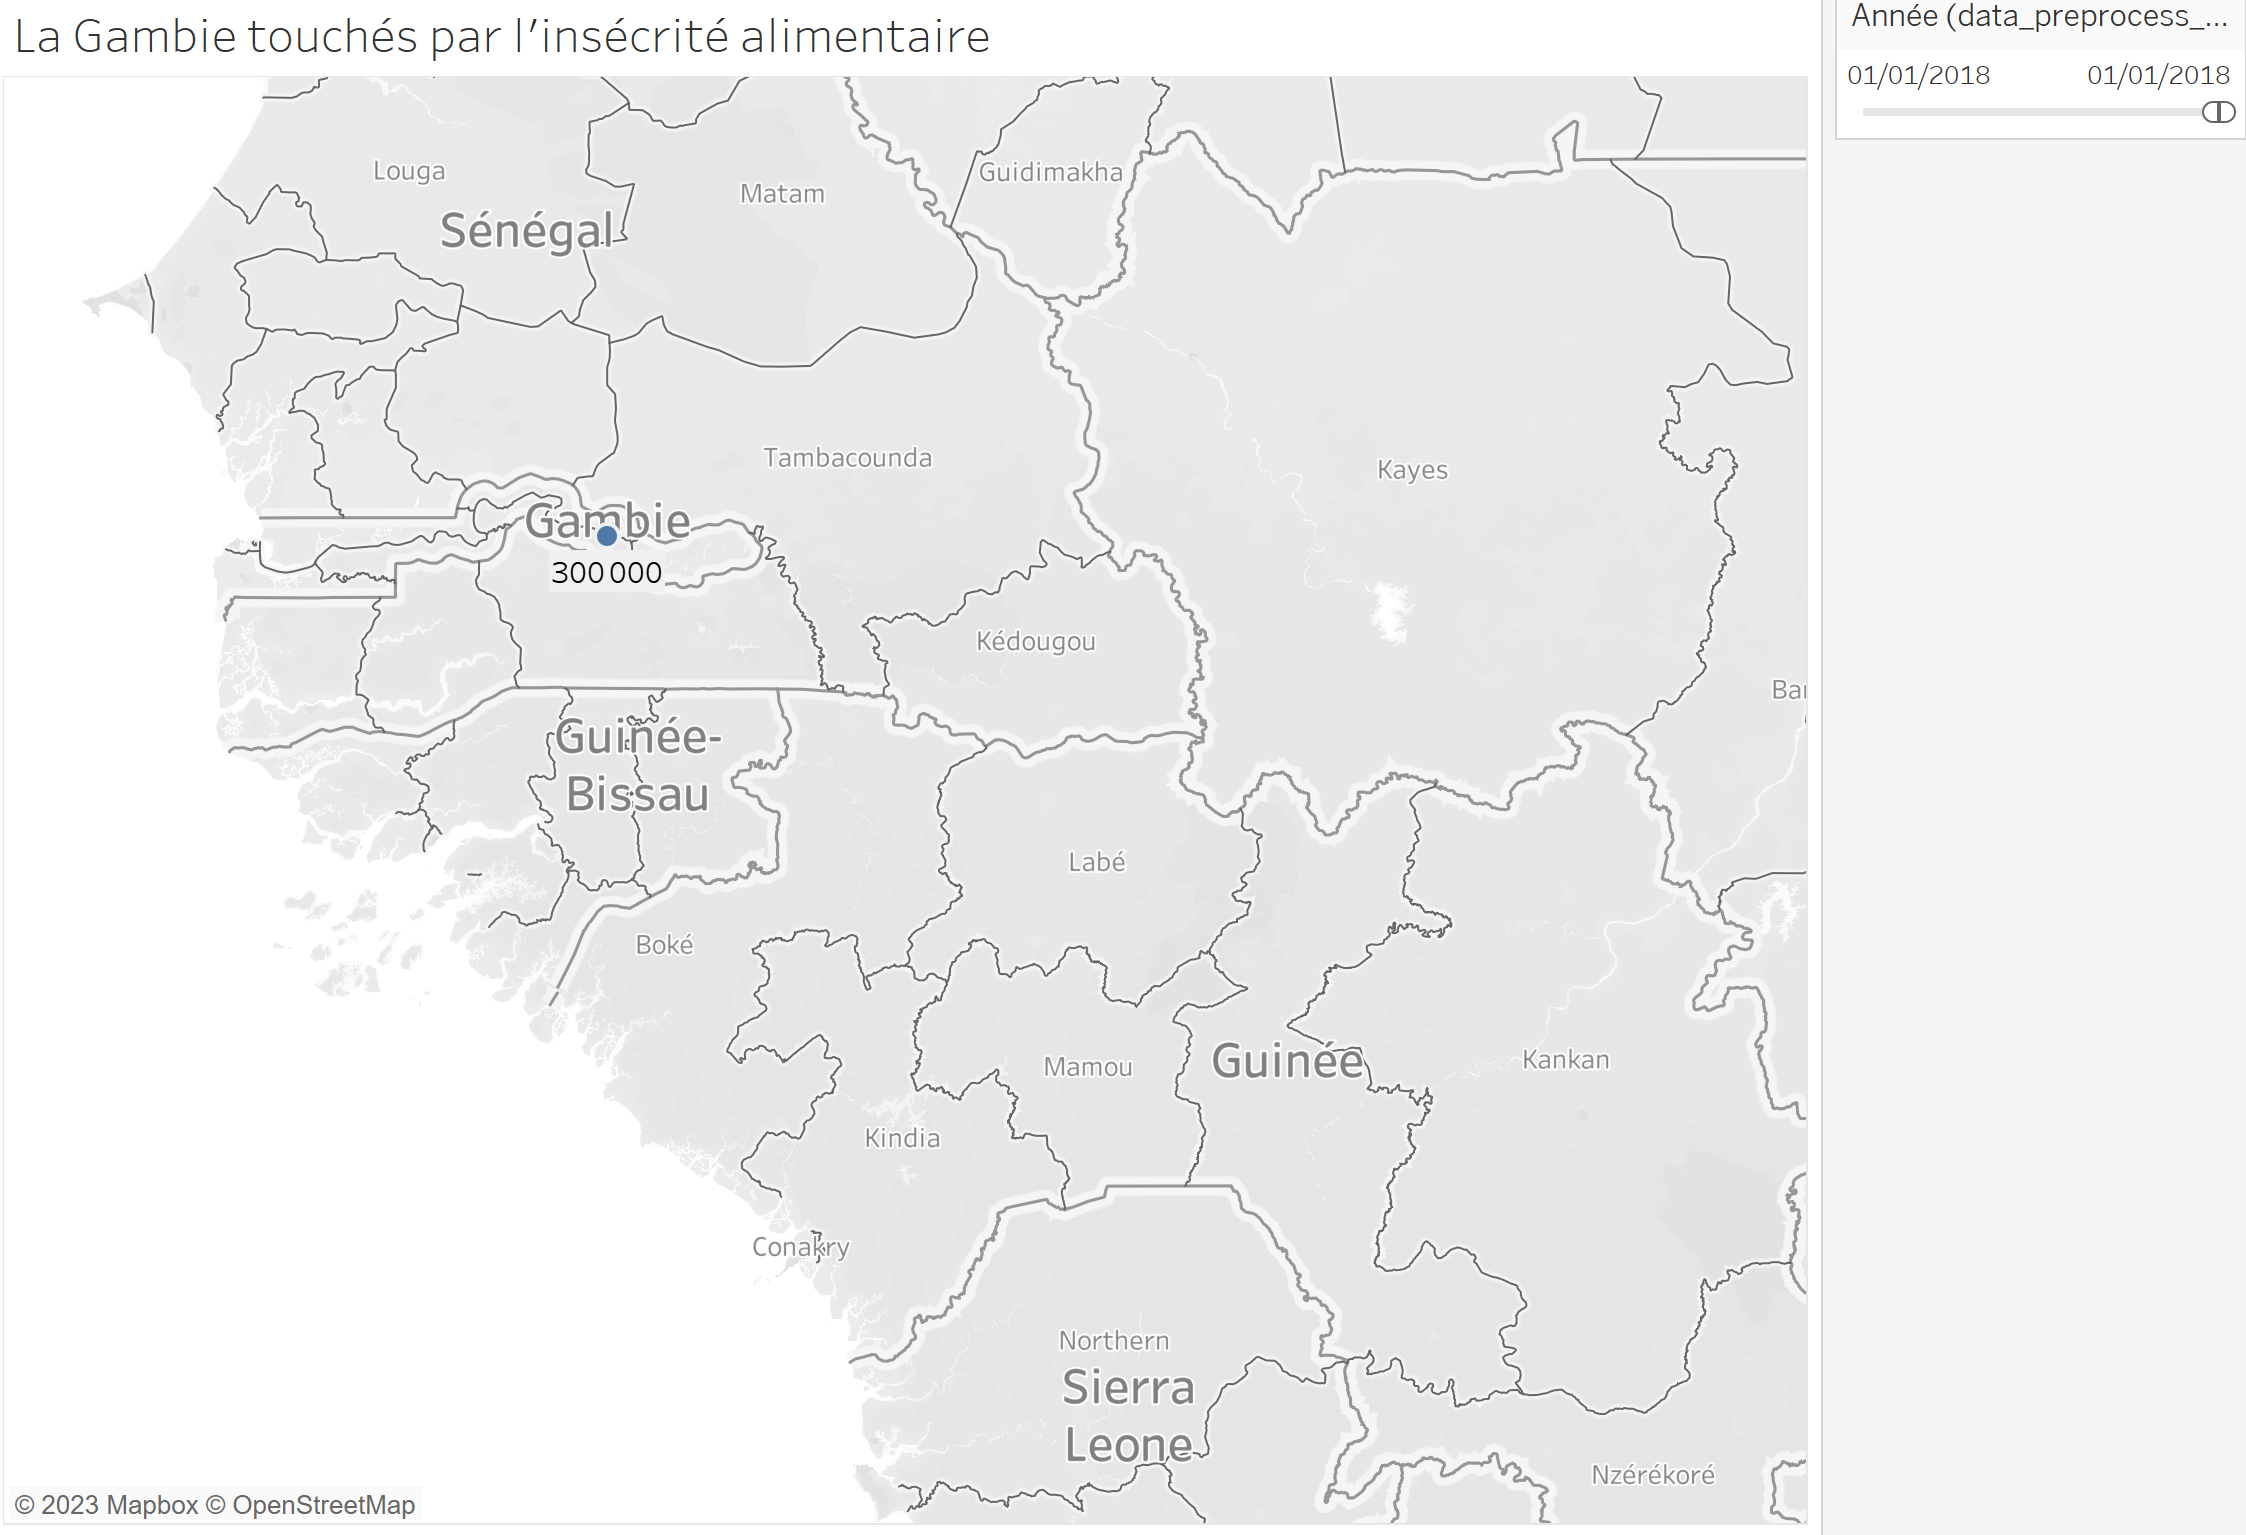 La Gambie touchés par l'insécrité alimentaire
Année (data_preprocess_...
01/01/2018 01/01/2018
Louga
Matam
Guidimakha
Sénégal
Tambacounda
Kayes
Gambie
300 000
Kédougou
Bar
Guinée-
Bissau
Labé
Boké
Mamou
Guinée
Kankan
Kindia
Conakry
Northern
Sierra
Leone
Nzérékoré
© 2023 Mapbox © OpenStreetMap